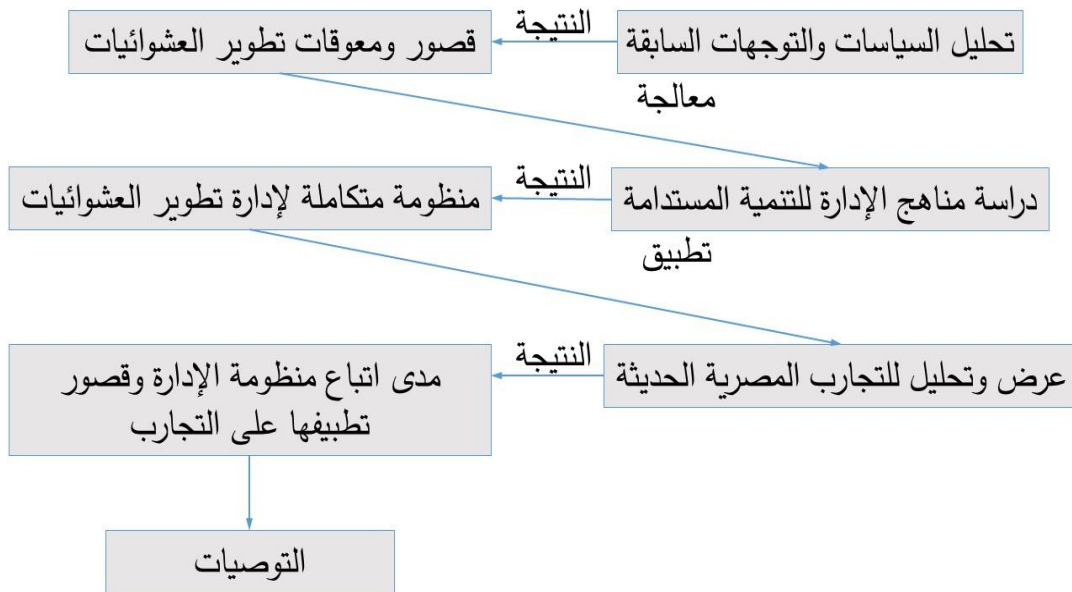 تحليل السياسات والتوجهات السابقة
النتيجة
قصور ومعوقات تطوير العشوائيات
معالجة
دراسة مناهج الإدارة للتنمية المستدامة
النتيجة
منظومة متكاملة لإدارة تطوير العشوائيات
تطبيق
عرض وتحليل للتجارب المصرية الحديثة
النتيجة
مدى اتباع منظومة الإدارة وقصور
تطبيفها على التجارب
التوصيات